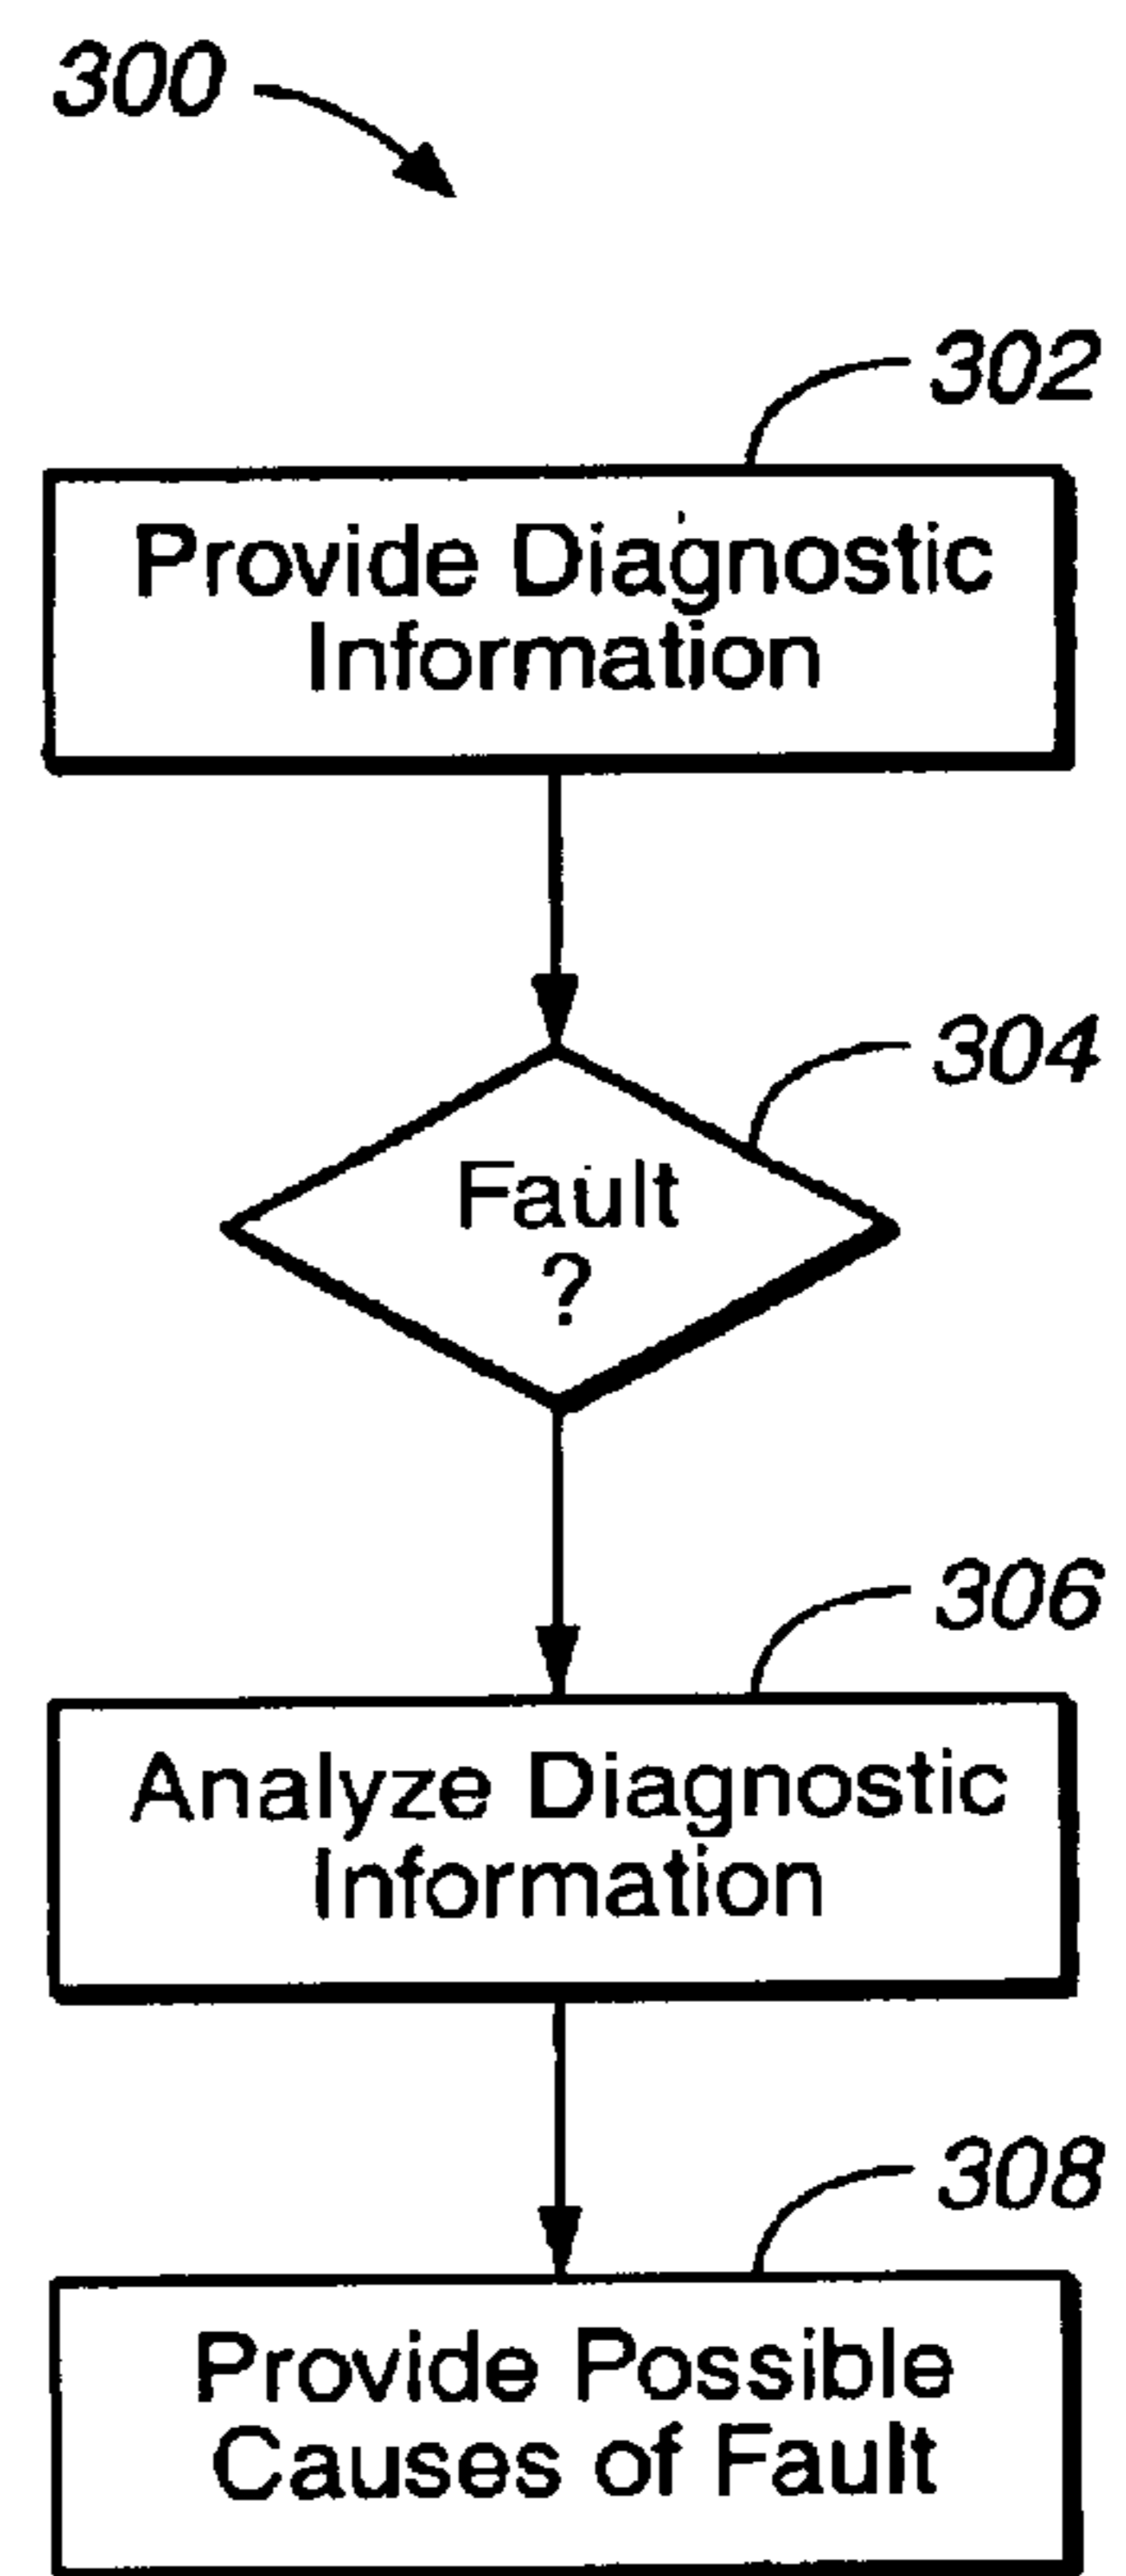 300
302
Provide Diagnostic
Information
304
Fault
?
306
Analyze Diagnostic
Information
308
Provide Possible
Causes of Fault